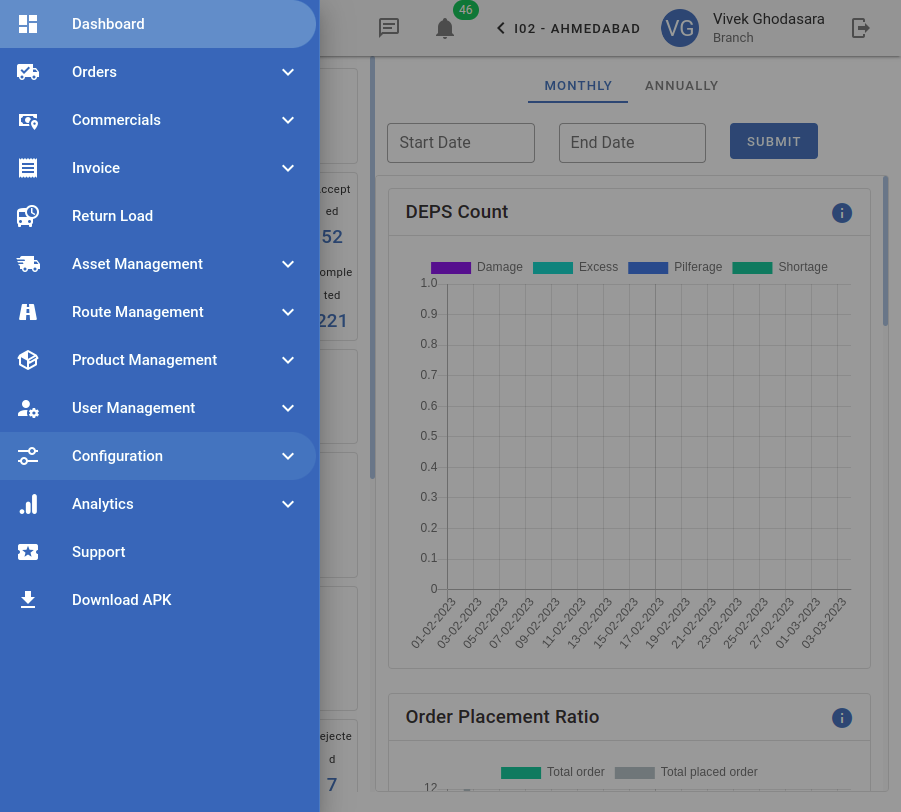 Dashboard
Orders
Commercials
Invoice
Return Load
Asset Management
Route Management
Product Management
User Management
Configuration
Analytics
Support
Download APK
46
I02 - AHMEDABAD
VG
Vivek Ghodasara
Branch
ccept
ed
52
omple
ted
221
ejecte
d
7
MONTHLY
ANNUALLY
Start Date
End Date
SUBMIT
DEPS Count
Damage
Excess
Pilferage
Shortage
1.0
0.9
0.8
0.7
0.6
0.5
0.4
0.3
0.2
0.1
0
01-02-2023
03-02-2023
05-02-2023
07-02-2023
09-02-2023
11-02-2023
13-02-2023
15-02-2023
17-02-2023
19-02-2023
21-02-2023
23-02-2023
25-02-2023
27-02-2023
01-03-2023
03-03-2023
Order Placement Ratio
Total order
Total placed order
12